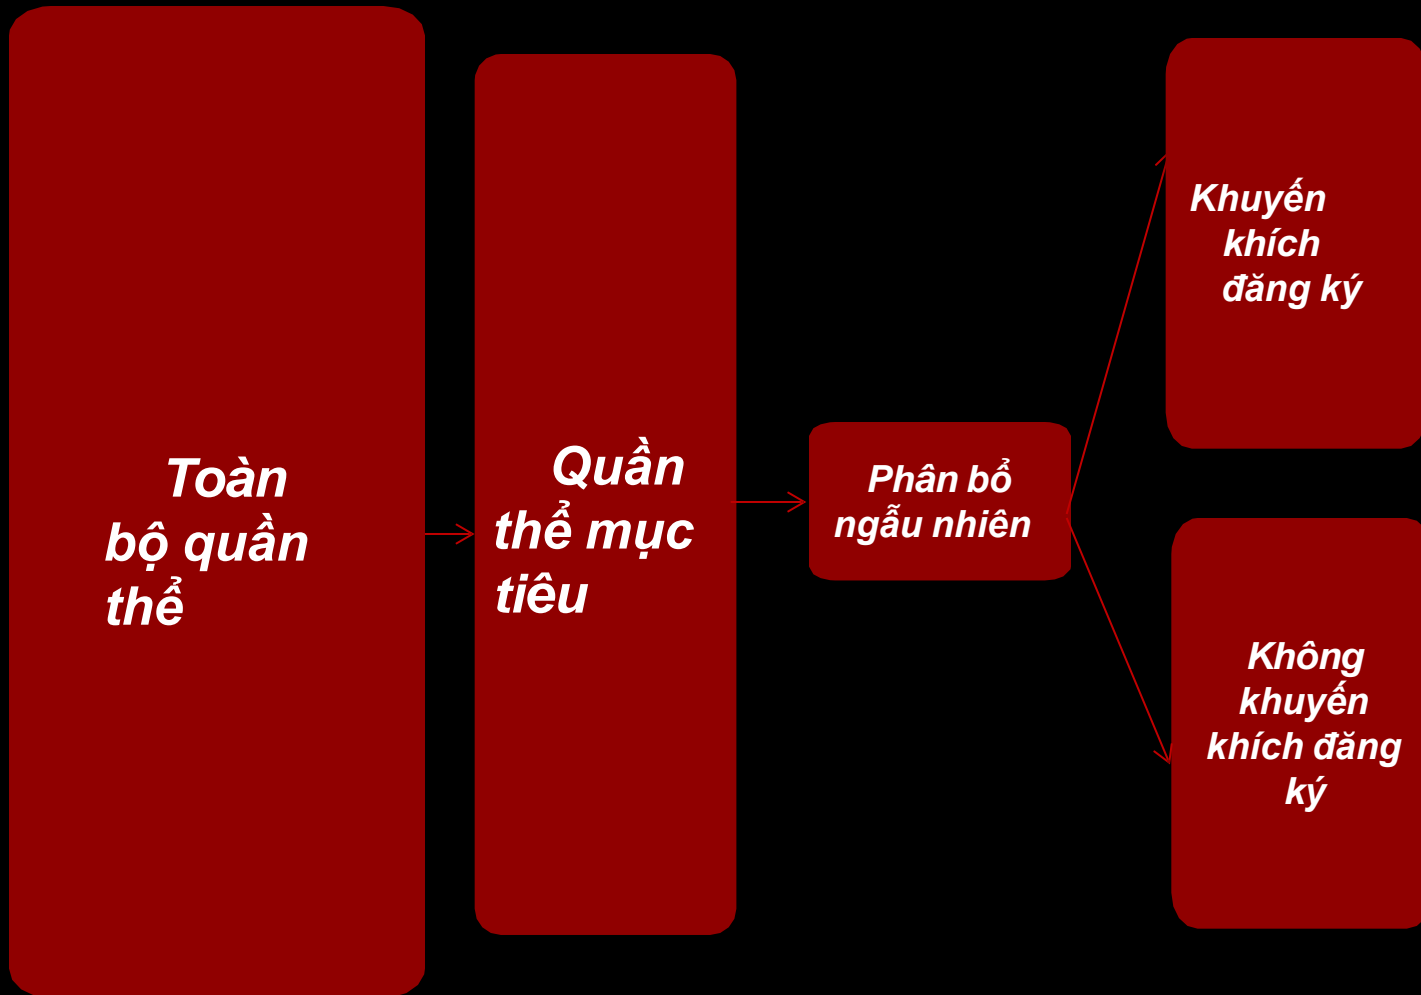 Toàn
bộ quần
thể
Quần
thể mục
tiêu
Phân bổ
ngẫu nhiên
Khuyến
khích
đăng ký
Không
khuyến
khích đăng
ký